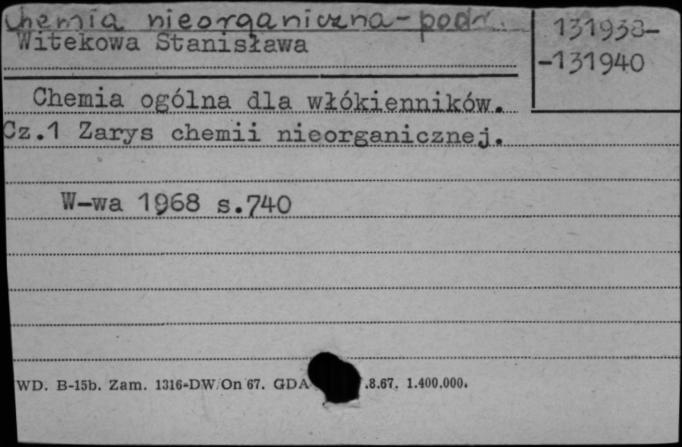 chemia nieorganiczna - podr.
131938-
-131940
Witekowa Stanisława
Chemia ogólna dla włókienników.
Cz.1 Zarys chemii nieorganicznej.
W-wa 1968 s.740
WD. B-15b. Zam. 1316-DW/On 67. GDA .8.67. 1.400.000.